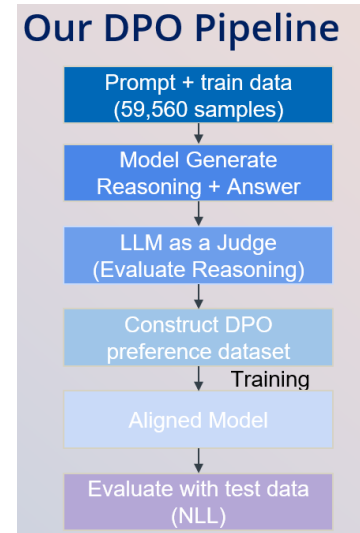 Our DPO Pipeline
Prompt + train data
(59,560 samples)
Model Generate
Reasoning + Answer
LLM as a Judge
(Evaluate Reasoning)
Construct DPO
preference dataset
Training
Aligned Model
Evaluate with test data
(NLL)